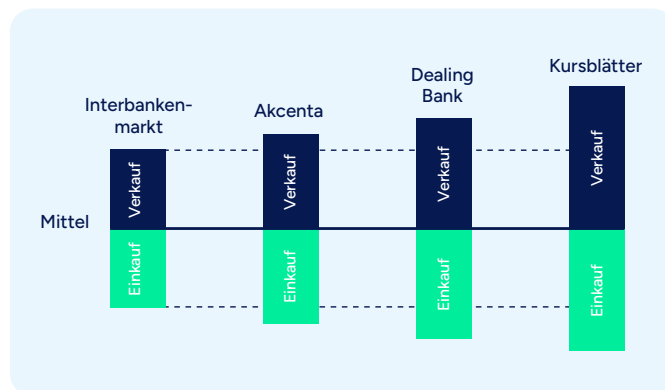 Interbanken-
markt
Akcenta
Dealing
Bank
Kursblätter
Verkauf
Verkauf
Verkauf
Verkauf
Mittel
Einkauf
Einkauf
Einkauf
Einkauf